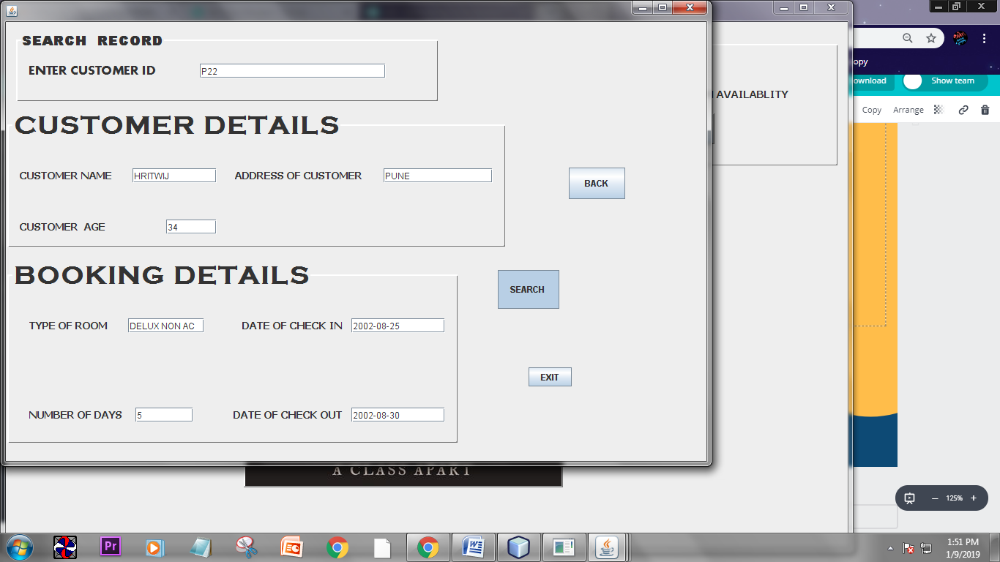 SEARCH RECORD
ENTER CUSTOMER ID P22
CUSTOMER DETAILS
CUSTOMER NAME HRITWIJ ADDRESS OF CUSTOMER PUNE
CUSTOMER AGE 34
BACK
BOOKING DETAILS
TYPE OF ROOM DELUX NON AC DATE OF CHECK IN 2002-08-25
NUMBER OF DAYS 5 DATE OF CHECK OUT 2002-08-30
SEARCH
EXIT
AVAILABLITY
A CLASS APART
opy
ownload Show team
Copy Arrange
125%
Pr
1:51 PM
1/9/2019